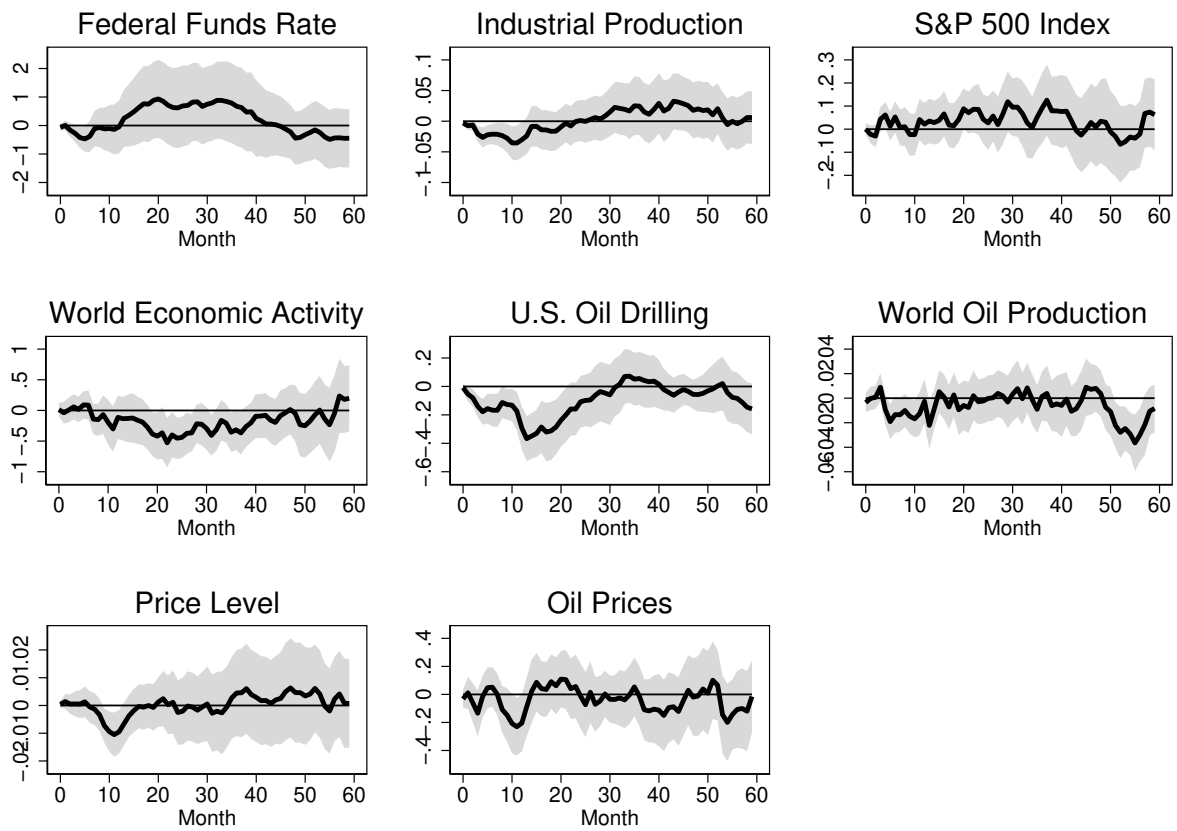 Federal Funds Rate
−2 −1 0 1 2
0 10 20 30 40 50 60
Month
Industrial Production
−.1 −.05 0 .05 .1
0 10 20 30 40 50 60
Month
S&P 500 Index
−.2 −.1 0 .1 .2 .3
0 10 20 30 40 50 60
Month
World Economic Activity
−1 −.5 0 .5 1
0 10 20 30 40 50 60
Month
U.S. Oil Drilling
−.6 −.4 −.2 0 .2
0 10 20 30 40 50 60
Month
World Oil Production
−.06 −.04 −.02 0 .02 .04
0 10 20 30 40 50 60
Month
Price Level
−.02 −.01 0 .01 .02
0 10 20 30 40 50 60
Month
Oil Prices
−.4 −.2 0 .2 .4
0 10 20 30 40 50 60
Month